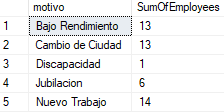 motivo SumOfEmployees
1 Bajo Rendimiento 13
2 Cambio de Ciudad 13
3 Discapacidad 1
4 Jubilacion 6
5 Nuevo Trabajo 14